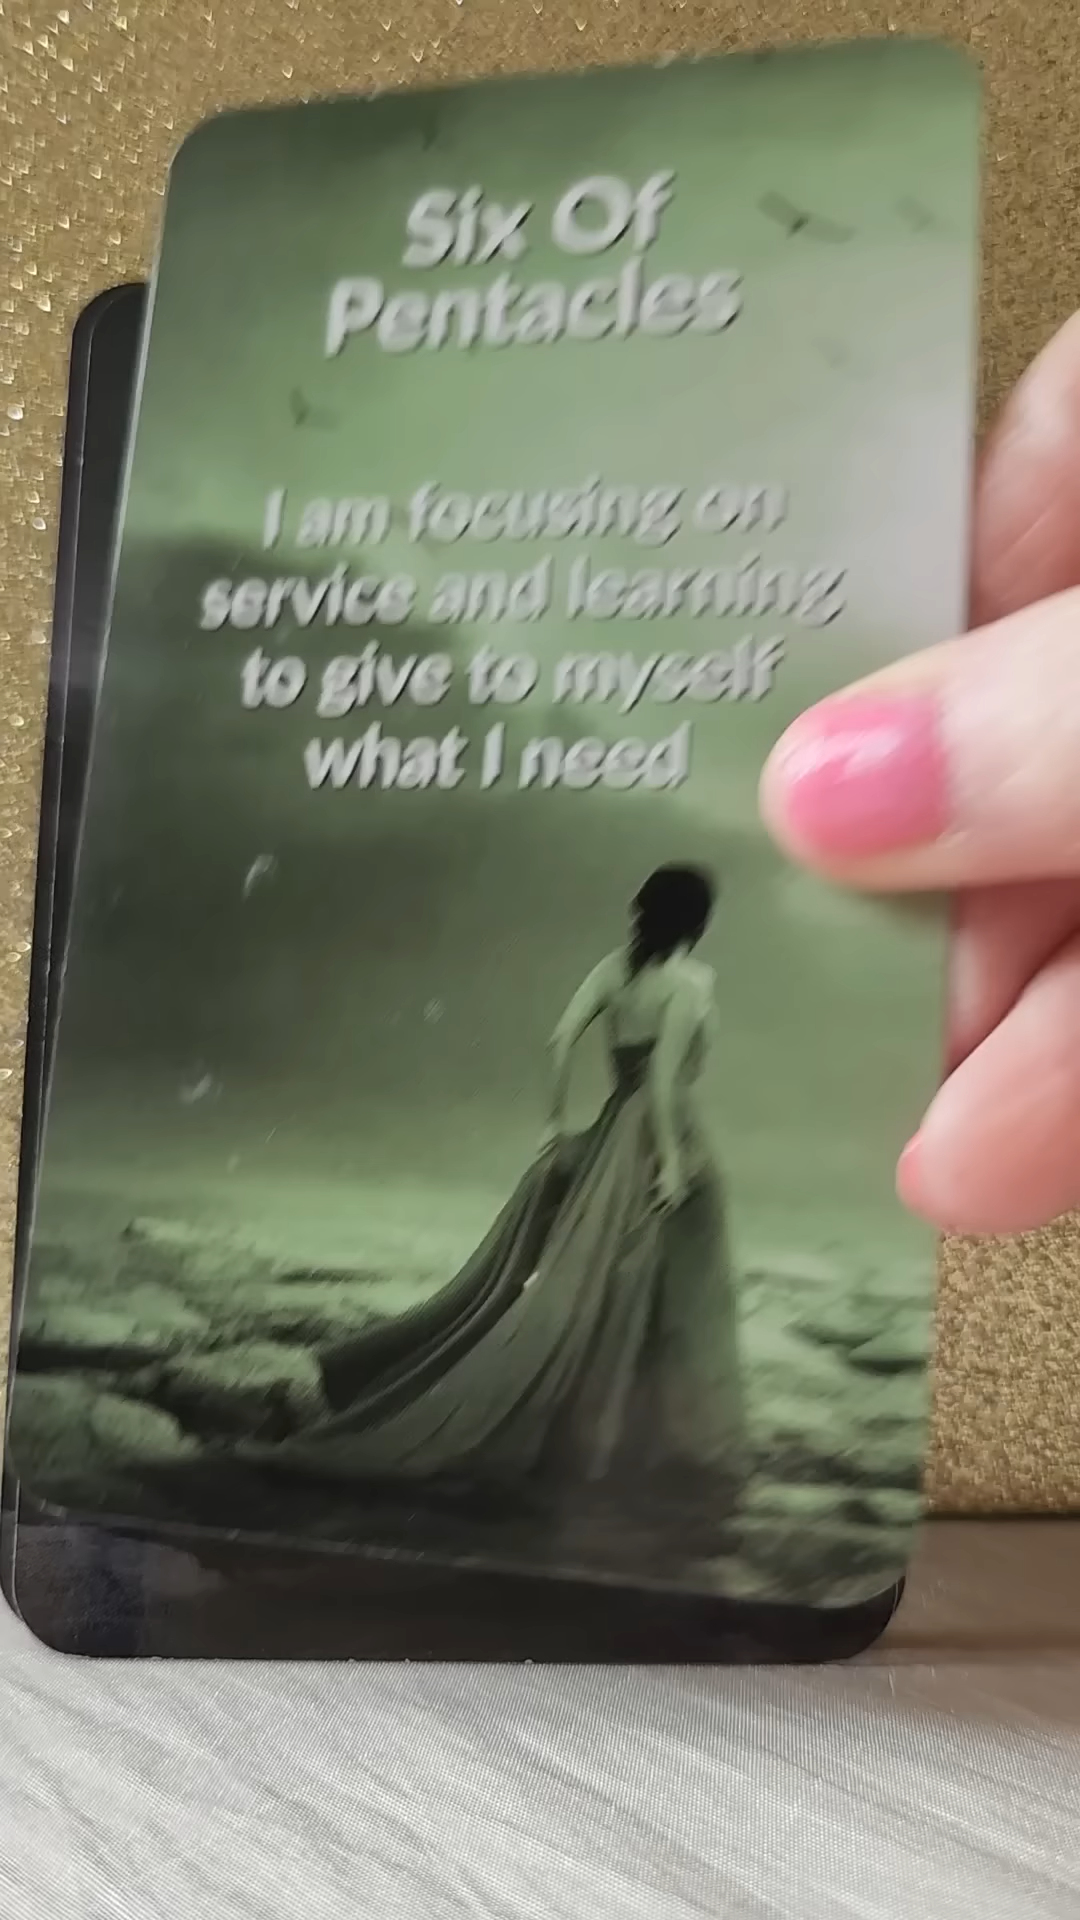 Six Of
Pentacles
I am focusing on
service and learning
to give to myself
what I need